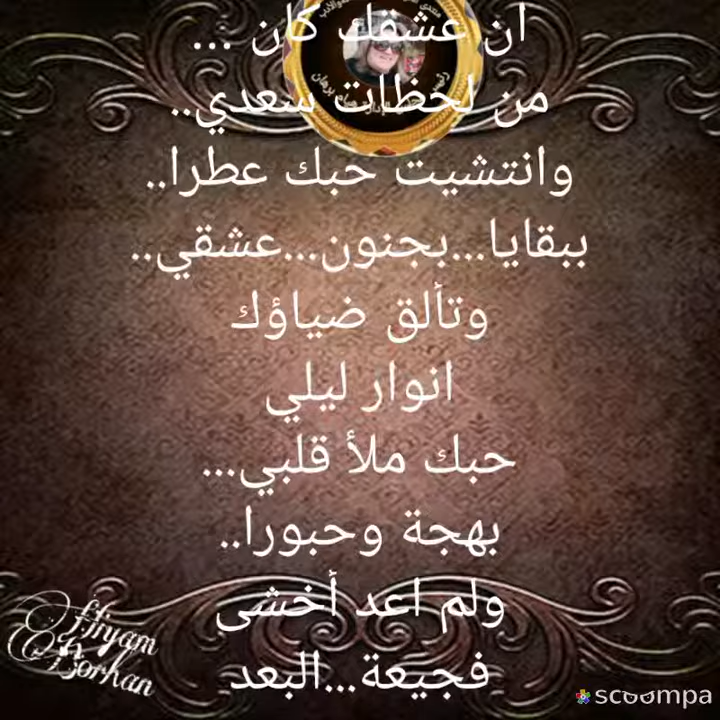 ان عشقك كان ...
من لحظات سعدي..
وانتشيت حبك عطرا..
ببقايا...بجنون...عشقي..
وتألق ضياؤك
انوار ليلي
حبك ملأ قلبي...
بهجة وحبورا..
ولم اعد أخشى
فجيعة...البعد
Hryam
Borhan
scoompa